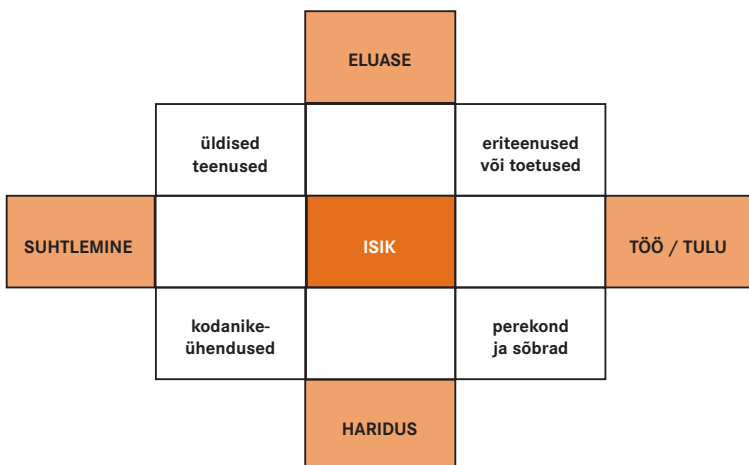 ELUASE
üldised
teenused
eriteenused
või toetused
SUHTLEMINE
ISIK
TÖÖ / TULU
kodanike-
ühendused
perekond
ja sõbrad
HARIDUS